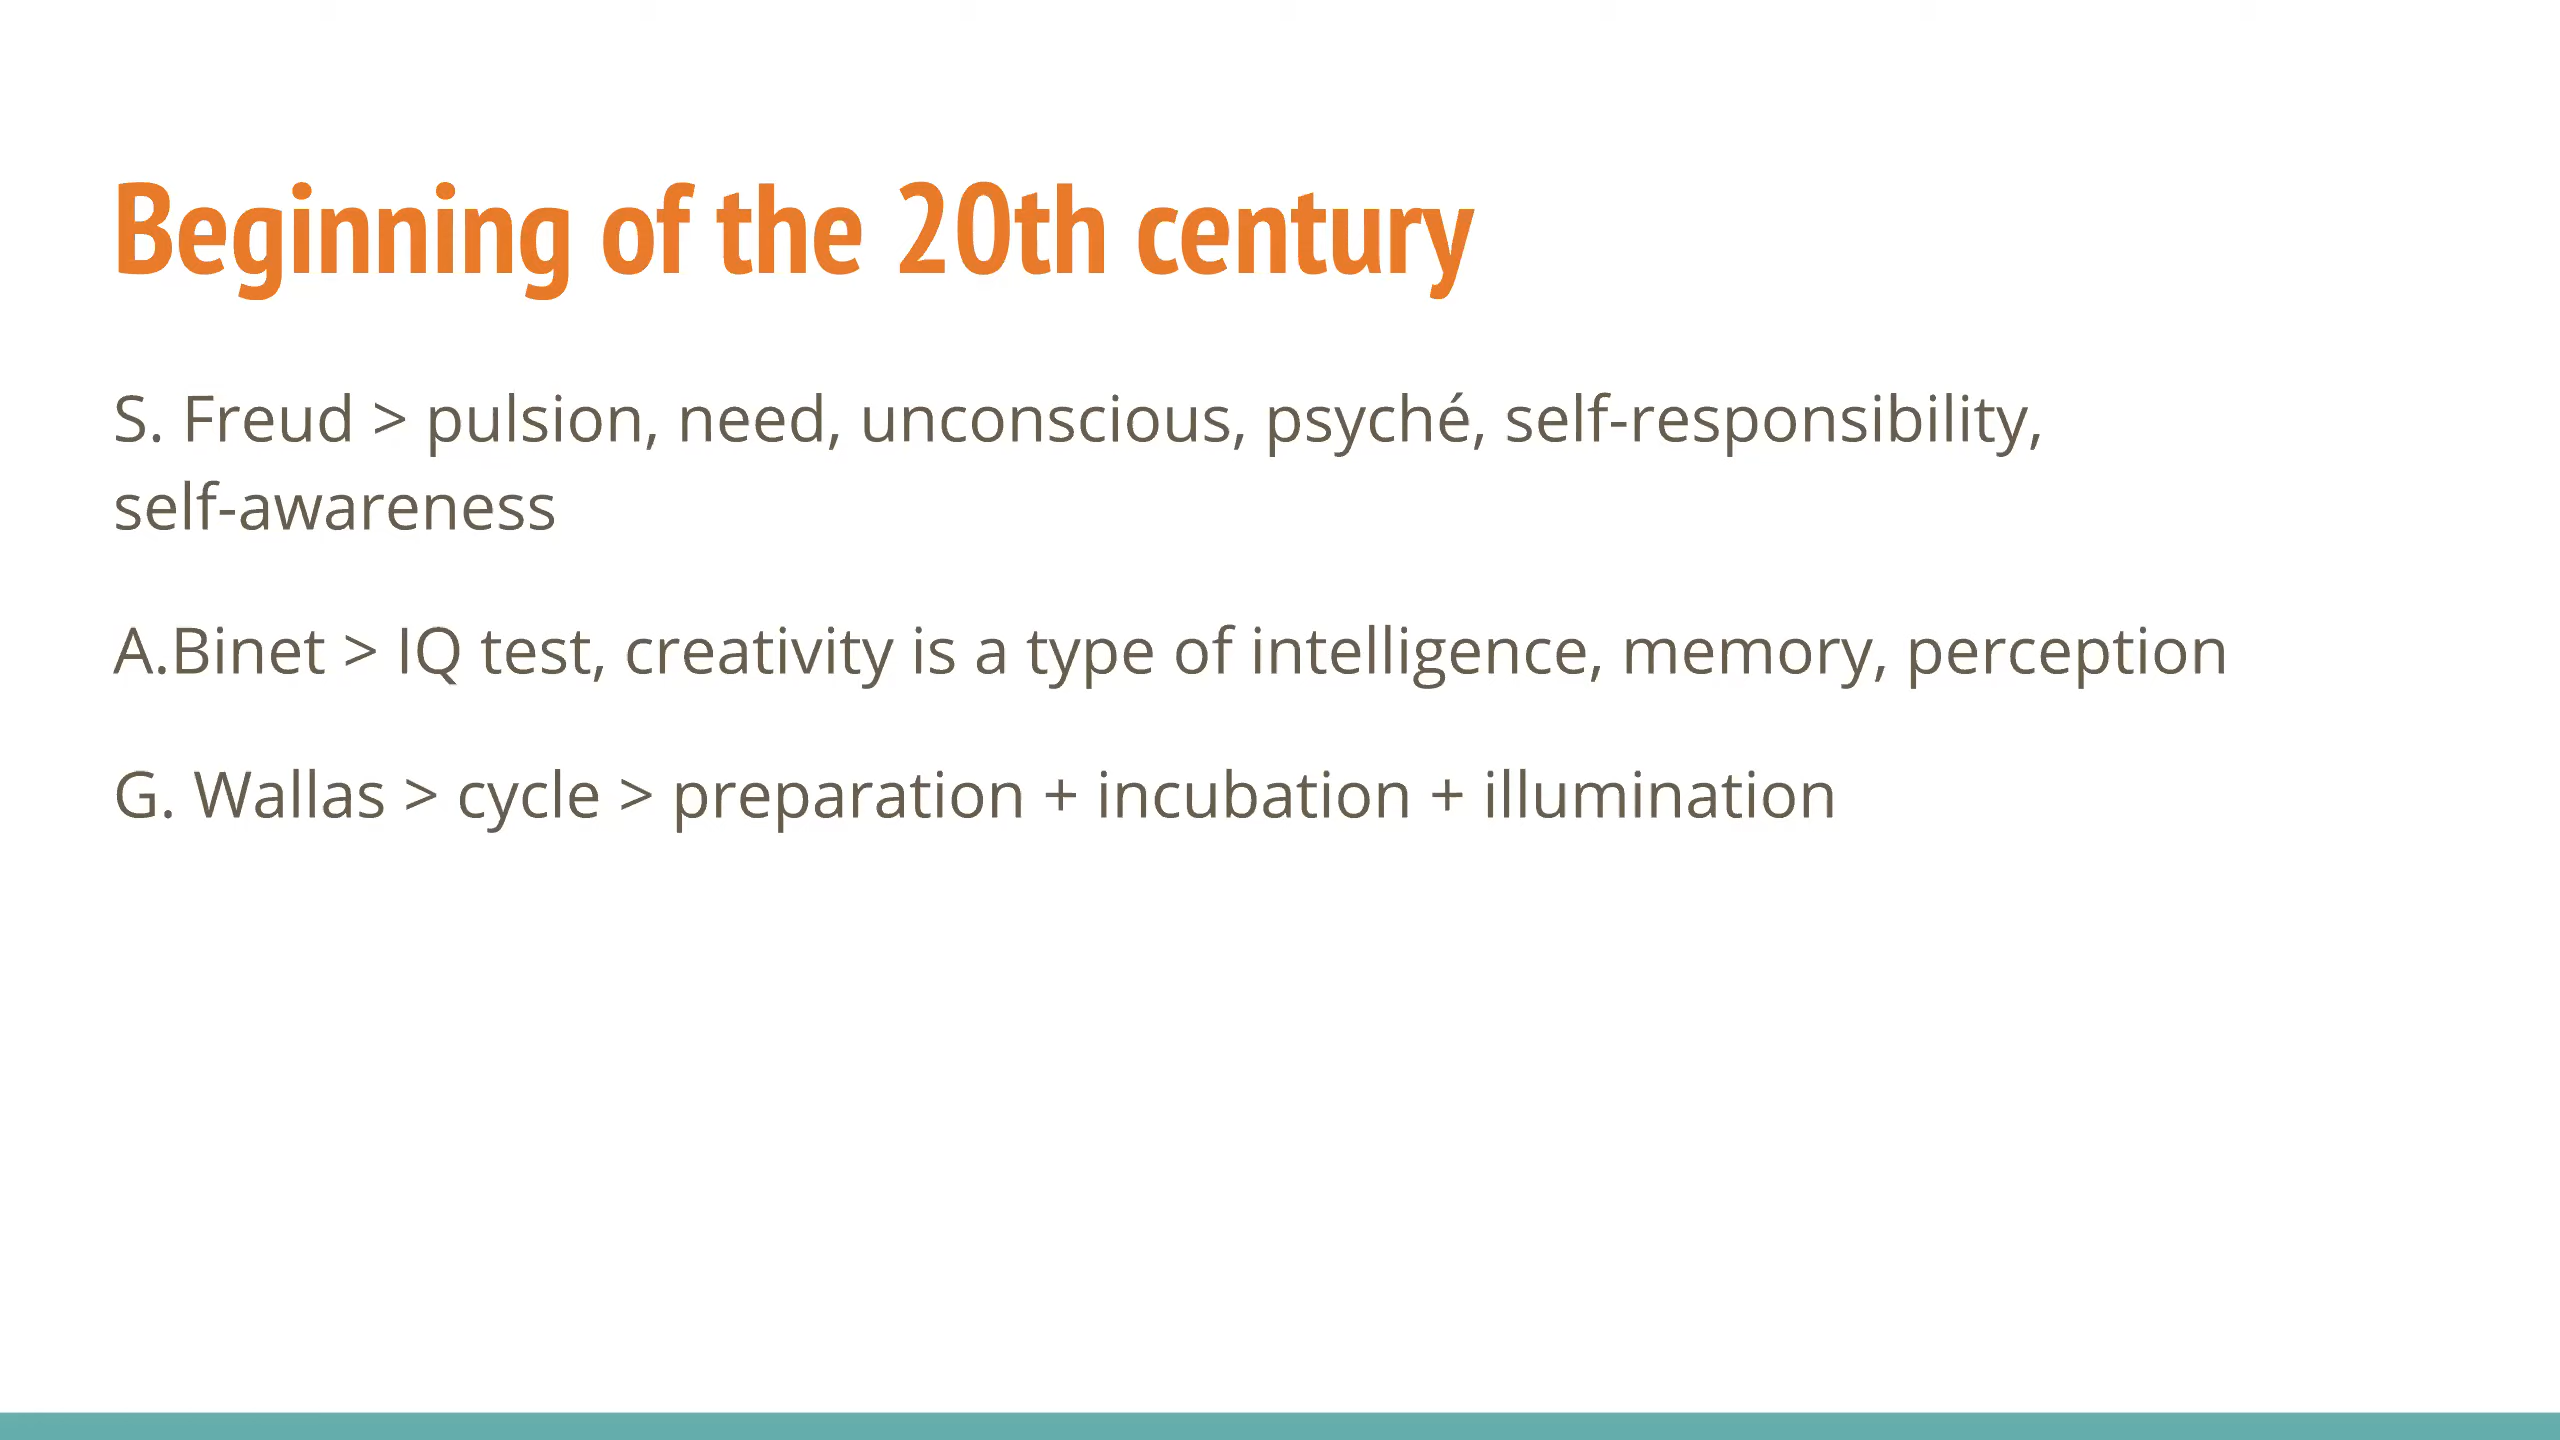 Beginning of the 20th century
S. Freud > pulsion, need, unconscious, psyché, self-responsibility,
self-awareness
A.Binet > IQ test, creativity is a type of intelligence, memory, perception
G. Wallas > cycle > preparation + incubation + illumination